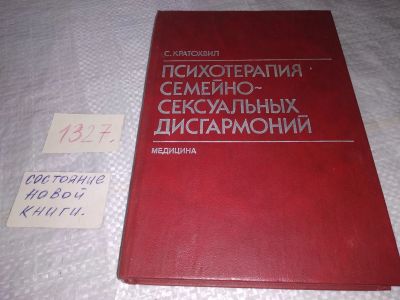 С. КРАТОХВИЛ
ПСИХОТЕРАПИЯ
СЕМЕЙНО~
СЕКСУАЛЬНЫХ
ДИСГАРМОНИЙ
МЕДИЦИНА
1327.
состояние
новой
книги.